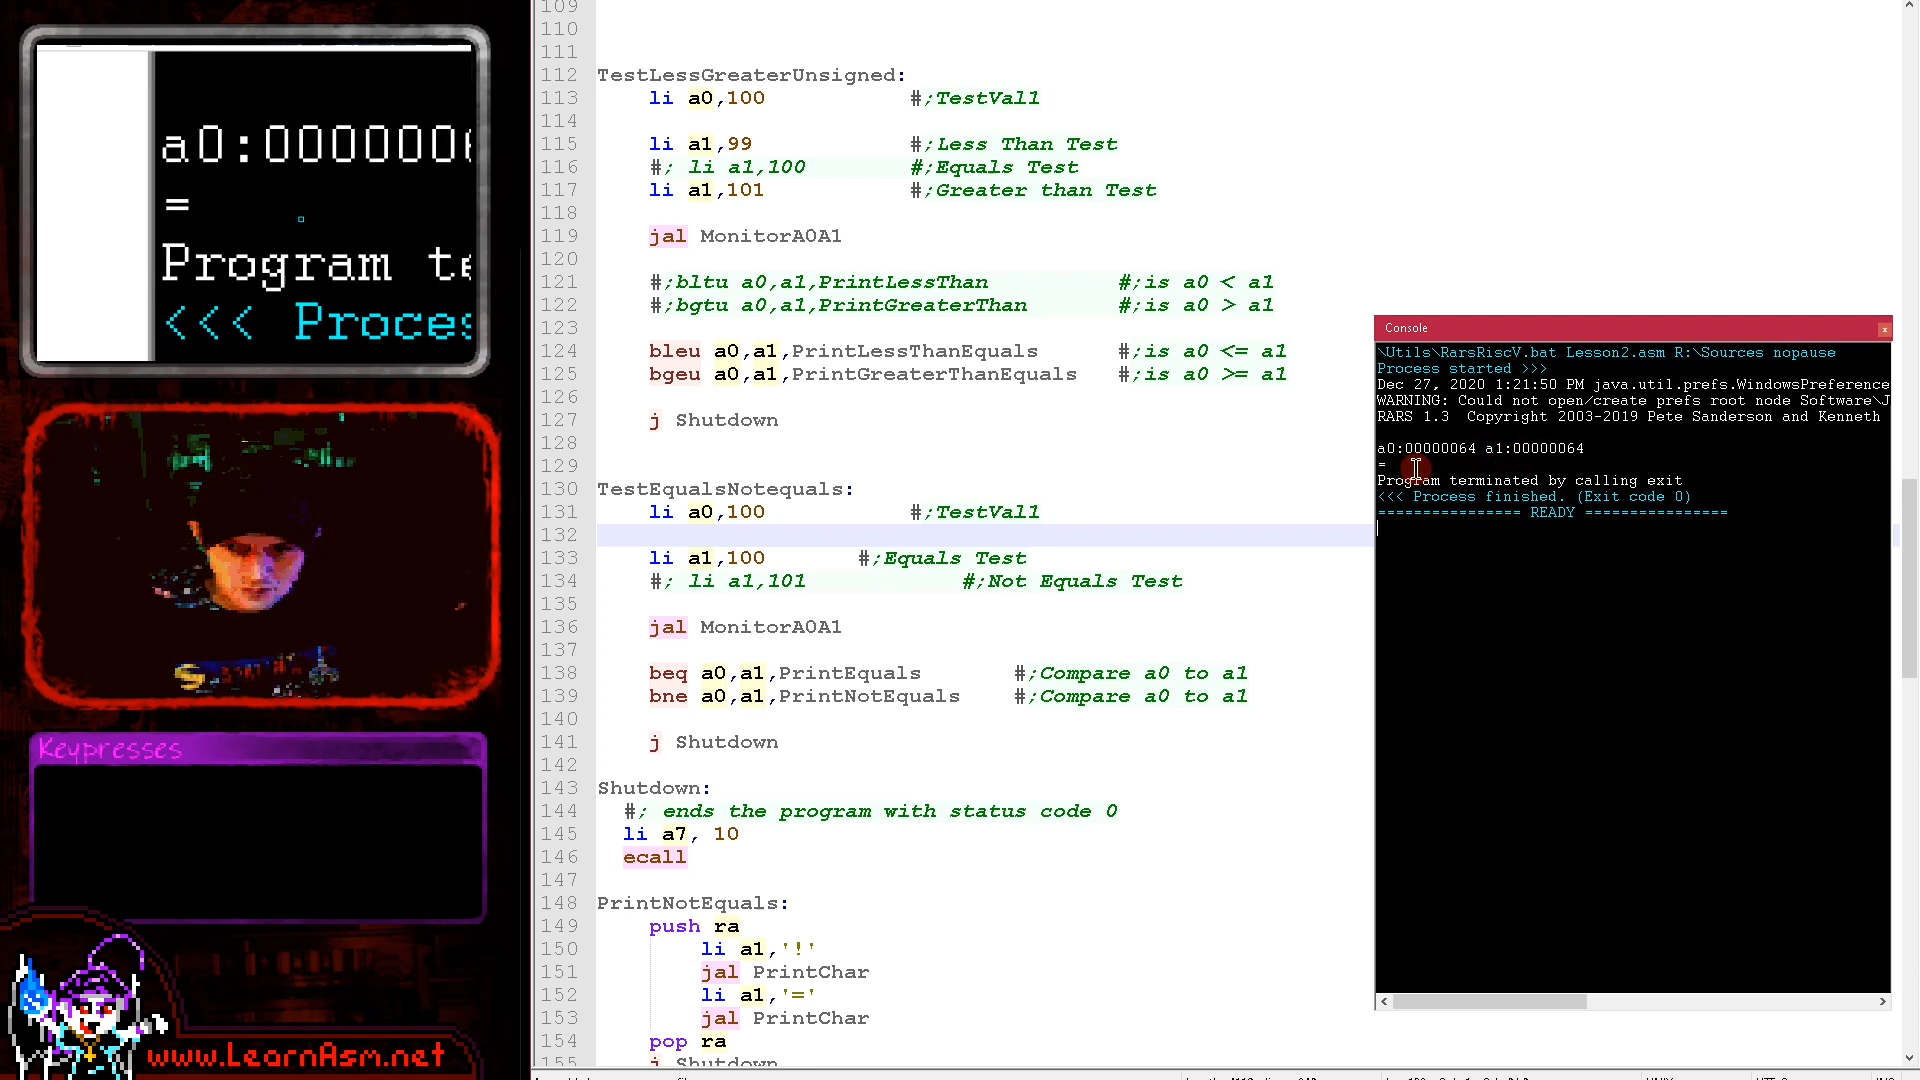 a0:0000006
=
Program te
<<< Proces
Keypresses
www.LearnAsm.net
109
110
111
112 TestLessGreaterUnsigned:
113 li a0,100 #;TestVal1
114
115 li a1,99 #;Less Than Test
116 #; li a1,100 #;Equals Test
117 li a1,101 #;Greater than Test
118
119 jal MonitorA0A1
120
121 #;bltu a0,a1,PrintLessThan #;is a0 < a1
122 #;bgtu a0,a1,PrintGreaterThan #;is a0 > a1
123
124 bleu a0,a1,PrintLessThanEquals #;is a0 <= a1
125 bgeu a0,a1,PrintGreaterThanEquals #;is a0 >= a1
126
127 j Shutdown
128
129
130 TestEqualsNotequals:
131 li a0,100 #;TestVal1
132
133 li a1,100 #;Equals Test
134 #; li a1,101 #;Not Equals Test
135
136 jal MonitorA0A1
137
138 beq a0,a1,PrintEquals #;Compare a0 to a1
139 bne a0,a1,PrintNotEquals #;Compare a0 to a1
140
141 j Shutdown
142
143 Shutdown:
144 #; ends the program with status code 0
145 li a7, 10
146 ecall
147
148 PrintNotEquals:
149 push ra
150 li a1,'!'
151 jal PrintChar
152 li a1,'='
153 jal PrintChar
154 pop ra
155 j Shutdown
Console
\Utils\RarsRiscV.bat Lesson2.asm R:\Sources nopause
Process started >>>
Dec 27, 2020 1:21:50 PM java.util.prefs.WindowsPreference
WARNING: Could not open/create prefs root node Software\J
RARS 1.3 Copyright 2003-2019 Pete Sanderson and Kenneth
a0:00000064 a1:00000064
=
Program terminated by calling exit
<<< Process finished. (Exit code 0)
================ READY ================